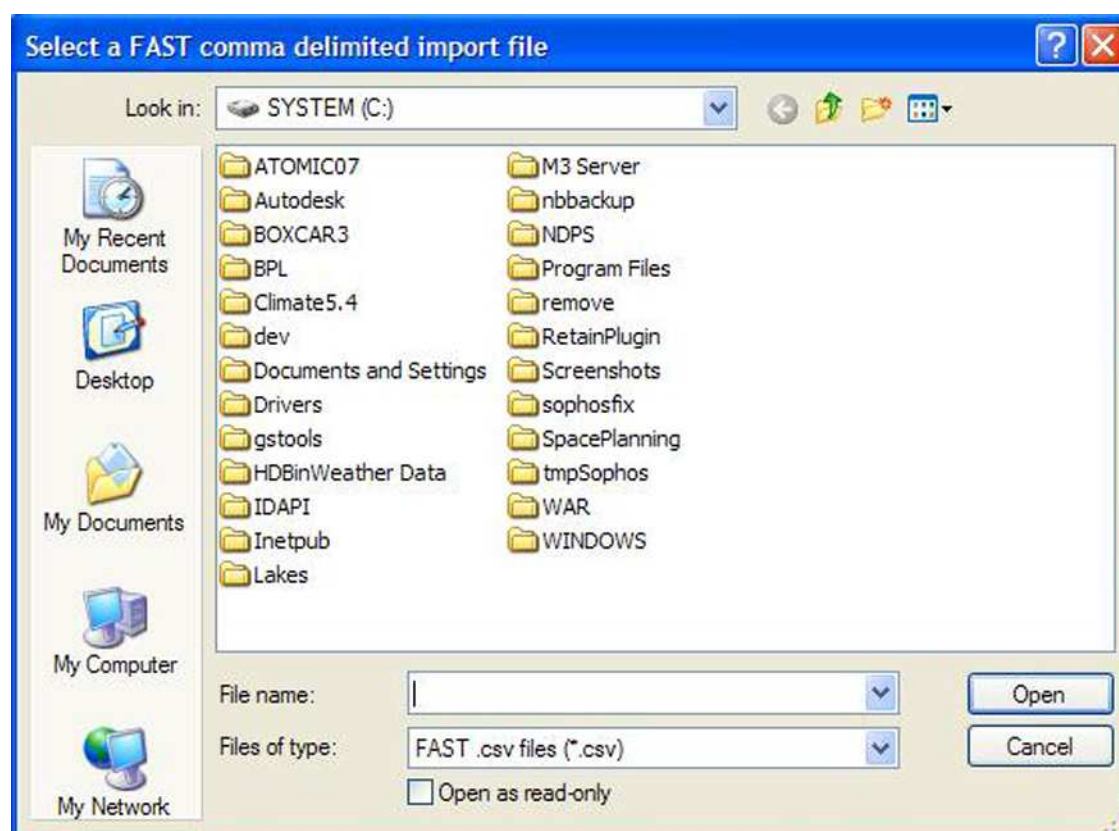 Select a FAST comma delimited import file
Look in: SYSTEM (C:)
My Recent
Documents
Desktop
My Documents
My Computer
My Network
ATOMIC07
Autodesk
BOXCAR3
BPL
Climate5.4
dev
Documents and Settings
Drivers
gstools
HDBinWeather Data
IDAPI
Inetpub
Lakes
M3 Server
nbbackup
NDPS
Program Files
remove
RetainPlugin
Screenshots
sophosfix
SpacePlanning
tmpSophos
WAR
WINDOWS
File name:
Open
Files of type: FAST .csv files (*.csv)
Cancel
Open as read-only